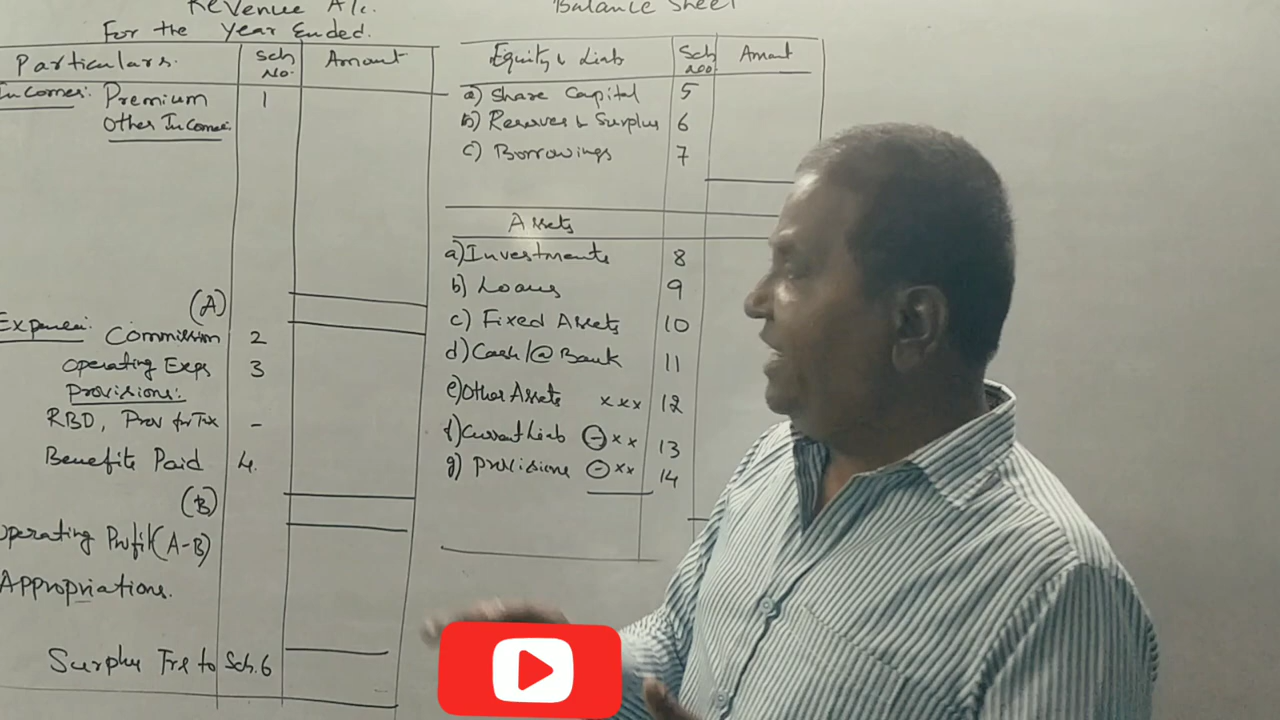 Revenue A/c.
For the Year Ended.
Particulars. Sch No. Amount
Incomes: Premium 1
Other Incomes:
(A)
Expenses: Commission 2
Operating Exps 3
Provisions:
RBD, Prov for Tax -
Benefits Paid 4.
(B)
Operating Profit (A-B)
Appropriations.
Surplus Trf to Sch. 6
Balance Sheet
Equity & Liab Sch No. Amount
a) Share Capital 5
b) Reserves & Surplus 6
c) Borrowings 7
Assets
a) Investments 8
b) Loans 9
c) Fixed Assets 10
d) Cash/@ Bank 11
e) Other Assets xxx 12
f) Current Liab - xx 13
g) Provisions - xx 14